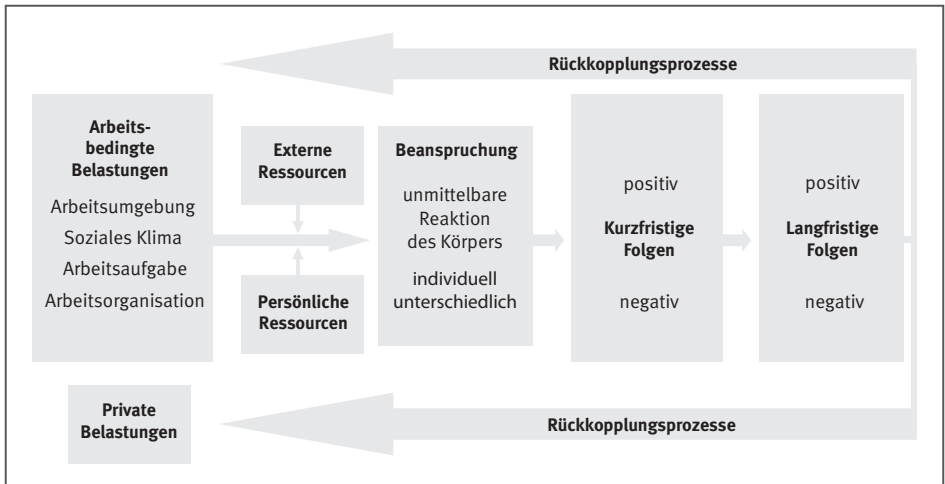 Rückkopplungsprozesse
Arbeits-
bedingte
Belastungen
Arbeitsumgebung
Soziales Klima
Arbeitsaufgabe
Arbeitsorganisation
Externe
Ressourcen
Persönliche
Ressourcen
Beanspruchung
unmittelbare
Reaktion
des Körpers
individuell
unterschiedlich
positiv
Kurzfristige
Folgen
negativ
positiv
Langfristige
Folgen
negativ
Private
Belastungen
Rückkopplungsprozesse